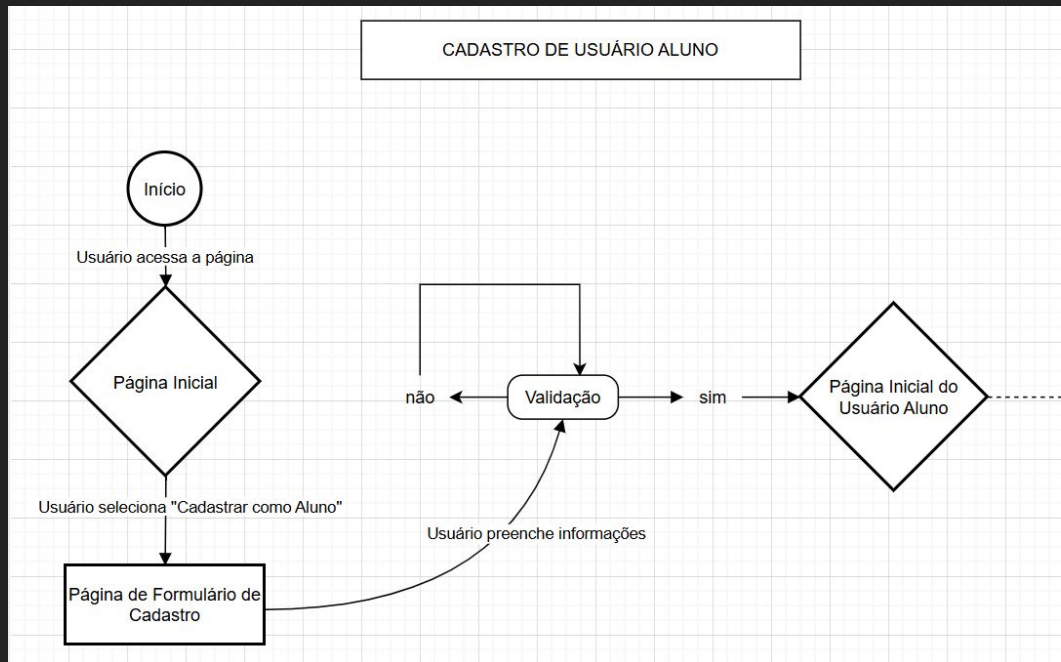 CADASTRO DE USUÁRIO ALUNO
Início
Usuário acessa a página
Página Inicial
Usuário seleciona "Cadastrar como Aluno"
Página de Formulário de
Cadastro
Usuário preenche informações
Validação
não
sim
Página Inicial do
Usuário Aluno